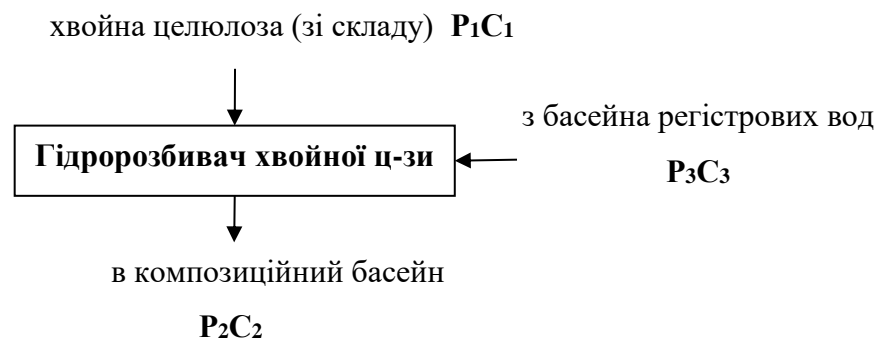 хвойна целюлоза (зі складу) P₁C₁
з басейна регістрових вод
Гідророзбивач хвойної ц-зи
P₃C₃
в композиційний басейн
P₂C₂